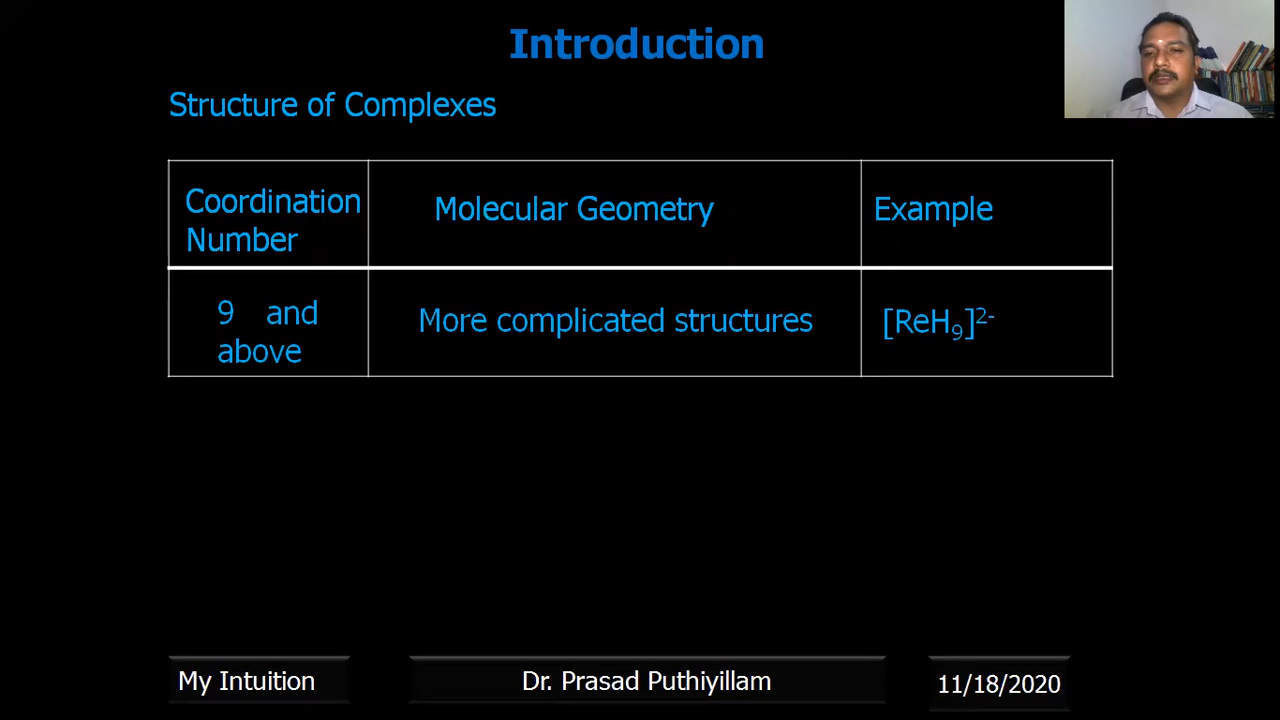 Introduction
Structure of Complexes
Coordination Number	Molecular Geometry	Example
9 and above	More complicated structures	[ReH₉]²⁻
My Intuition	Dr. Prasad Puthiyillam	11/18/2020